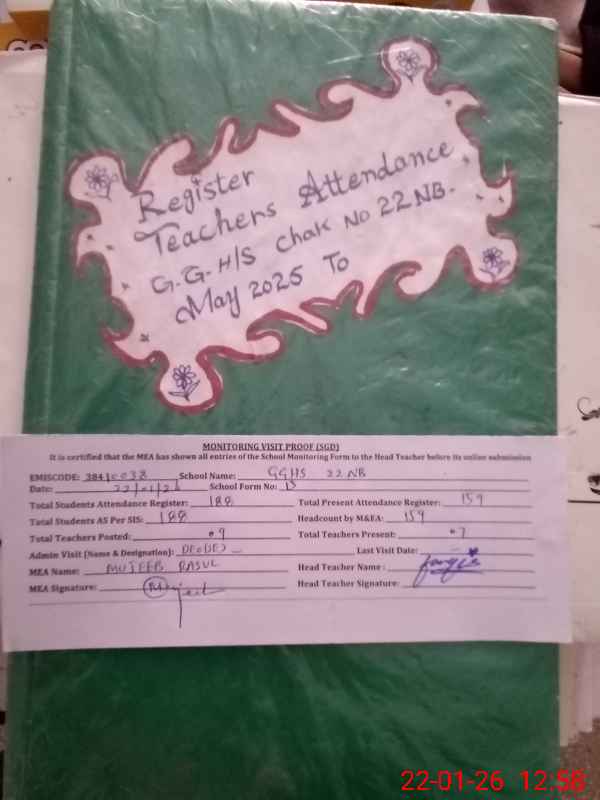 Register
Teachers Attendance
G.G.H/S Chak No 22 NB.
May 2025 To
MONITORING VISIT PROOF (SGD)
It is certified that the MEA has shown all entries of the School Monitoring Form to the Head Teacher before its online submission
EMISCODE: 38410038 School Name: GGHS 22 NB
Date: 22/01/26 School Form No:
Total Students Attendance Register: 188 Total Present Attendance Register: 159
Total Students AS Per SIS: 188 Headcount by M&EA: 159
Total Teachers Posted: 09 Total Teachers Present: 07
Admin Visit (Name & Designation): Last Visit Date: —
MEA Name: MUJEEB RASUL Head Teacher Name:
MEA Signature: Head Teacher Signature:
22-01-26 12:58